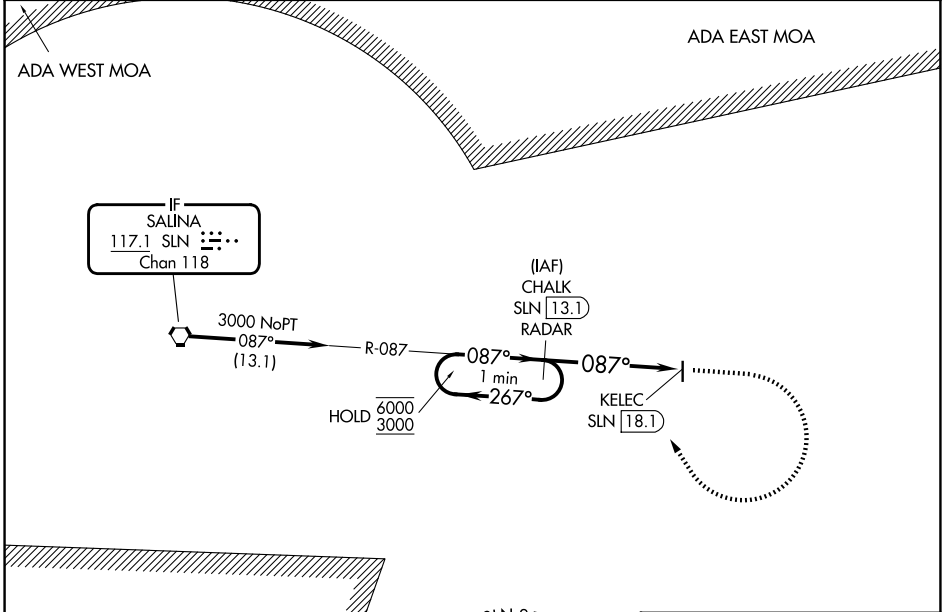 ADA EAST MOA
ADA WEST MOA
IF
SALINA
117.1 SLN
Chan 118
(IAF)
CHALK
SLN 13.1
RADAR
3000 NoPT
087°
(13.1)
R-087
087°
087°
1 min
267°
HOLD 6000
3000
KELEC
SLN 18.1